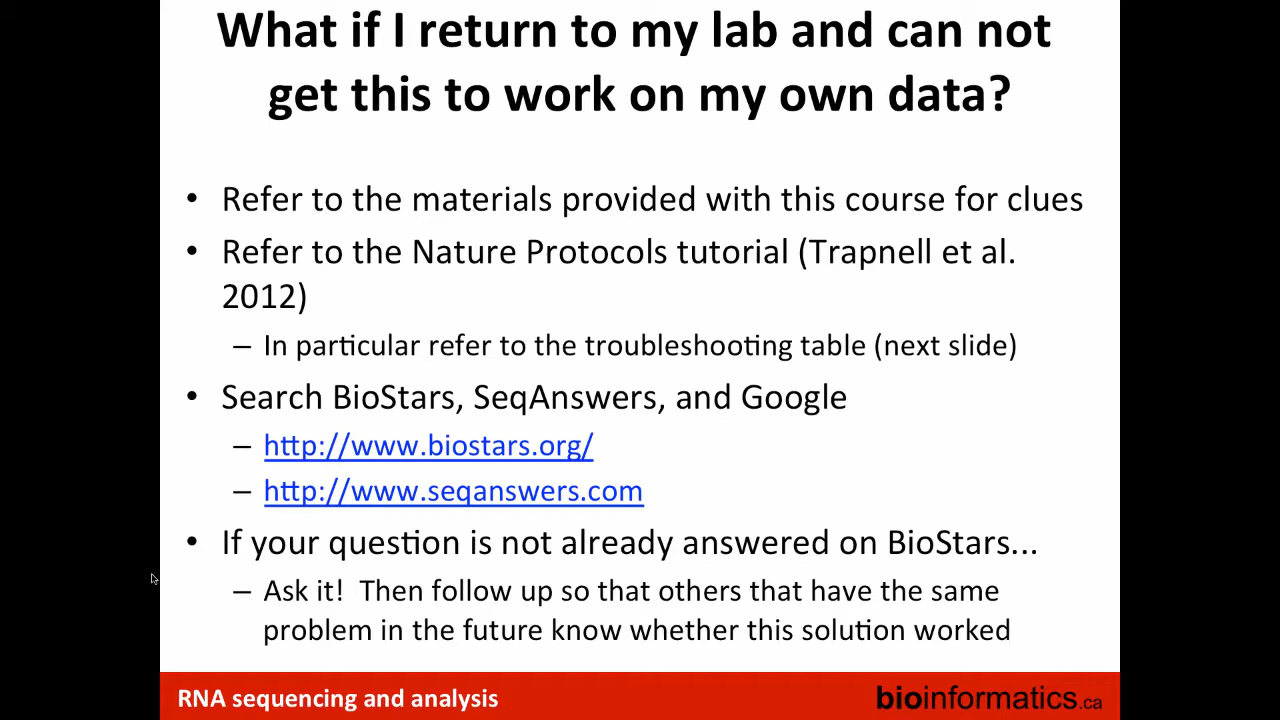 What if I return to my lab and can not
get this to work on my own data?
• Refer to the materials provided with this course for clues
• Refer to the Nature Protocols tutorial (Trapnell et al.
2012)
– In particular refer to the troubleshooting table (next slide)
• Search BioStars, SeqAnswers, and Google
– http://www.biostars.org/
– http://www.seqanswers.com
• If your question is not already answered on BioStars...
– Ask it!  Then follow up so that others that have the same
problem in the future know whether this solution worked
RNA sequencing and analysis
bioinformatics.ca